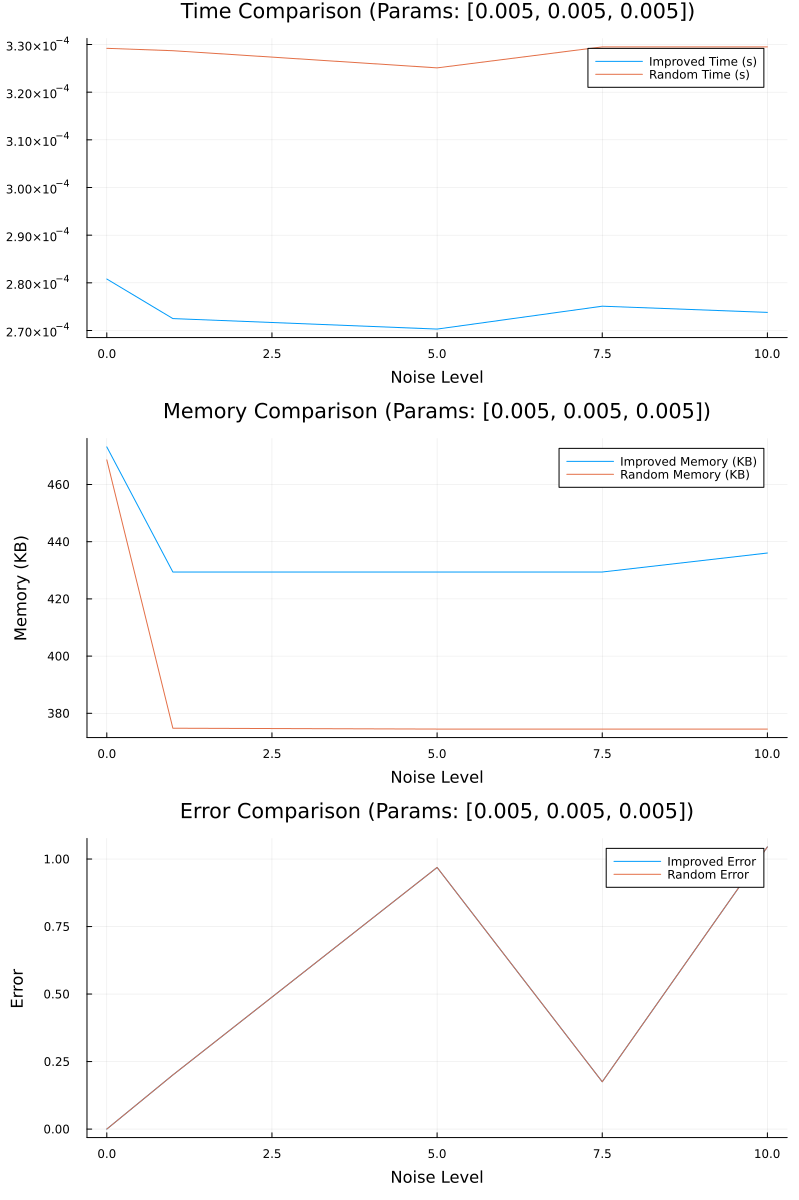 Time Comparison (Params: [0.005, 0.005, 0.005])
3.30×10⁻⁴
3.20×10⁻⁴
3.10×10⁻⁴
3.00×10⁻⁴
2.90×10⁻⁴
2.80×10⁻⁴
2.70×10⁻⁴
Improved Time (s)
Random Time (s)
0.0 2.5 5.0 7.5 10.0
Noise Level
Memory Comparison (Params: [0.005, 0.005, 0.005])
Memory (KB)
460
440
420
400
380
Improved Memory (KB)
Random Memory (KB)
0.0 2.5 5.0 7.5 10.0
Noise Level
Error Comparison (Params: [0.005, 0.005, 0.005])
Error
1.00
0.75
0.50
0.25
0.00
Improved Error
Random Error
0.0 2.5 5.0 7.5 10.0
Noise Level